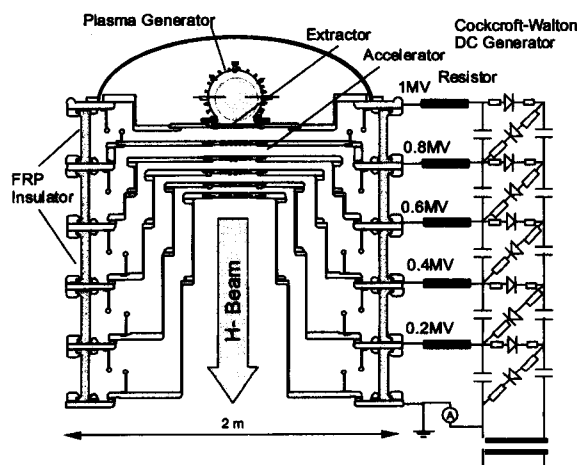 Plasma Generator
Extractor
Accelerator
Cockcroft-Walton
DC Generator
Resistor
1MV
0.8MV
FRP
Insulator
0.6MV
0.4MV
0.2MV
H- Beam
A
2 m